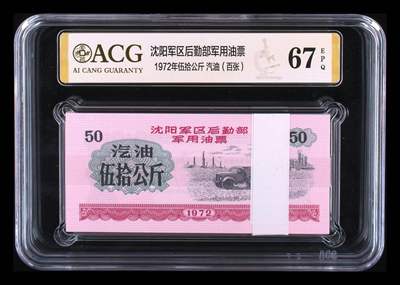 ACG
AI CANG GUARANTY
沈阳军区后勤部军用油票
1972年伍拾公斤 汽油（百张）
67 EPQ
50
沈阳军区后勤部
军用油票
50
汽油
伍拾公斤
1972